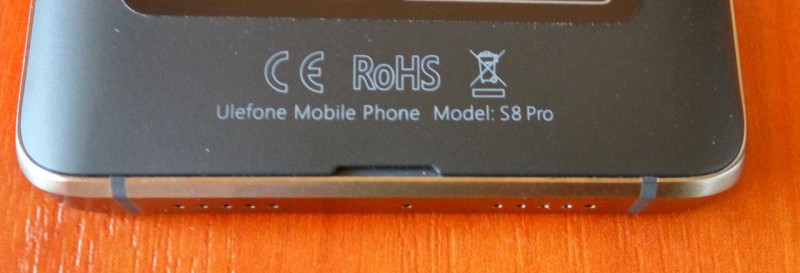 CE RoHS
Ulefone Mobile Phone Model: S8 Pro